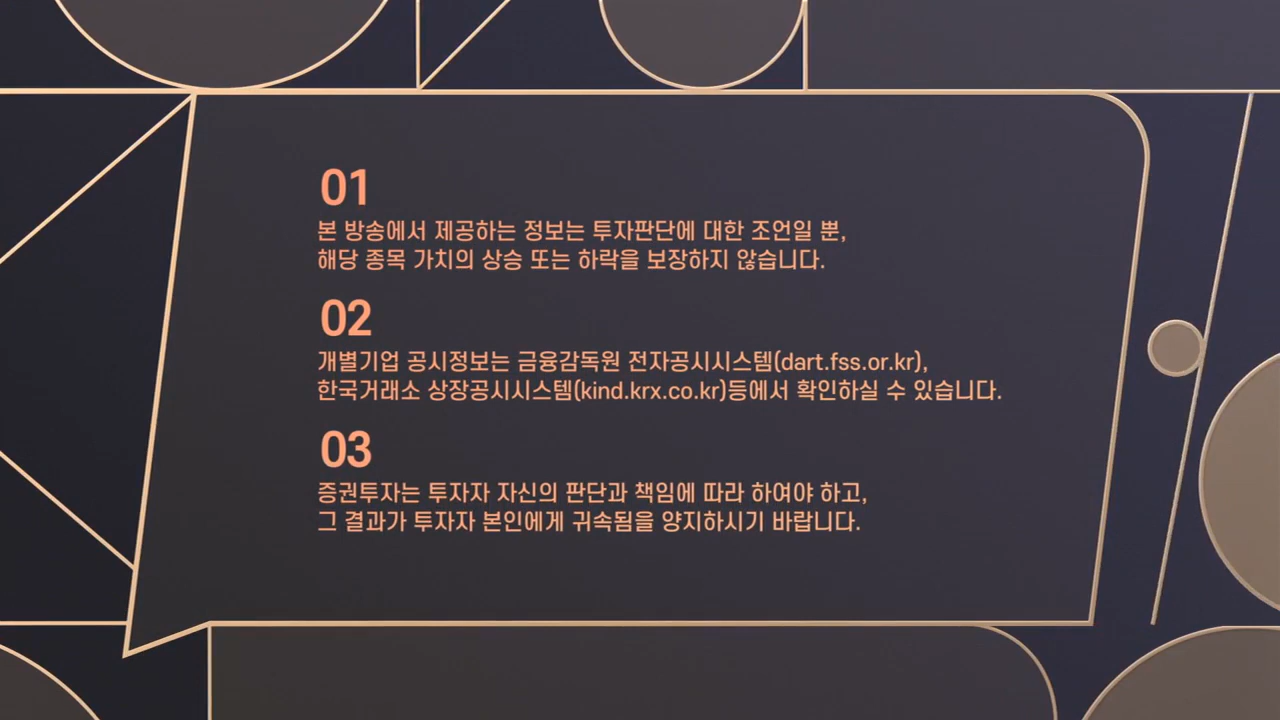 01
본 방송에서 제공하는 정보는 투자판단에 대한 조언일 뿐,
해당 종목 가치의 상승 또는 하락을 보장하지 않습니다.
02
개별기업 공시정보는 금융감독원 전자공시시스템(dart.fss.or.kr),
한국거래소 상장공시시스템(kind.krx.co.kr)등에서 확인하실 수 있습니다.
03
증권투자는 투자자 자신의 판단과 책임에 따라 하여야 하고,
그 결과가 투자자 본인에게 귀속됨을 양지하시기 바랍니다.